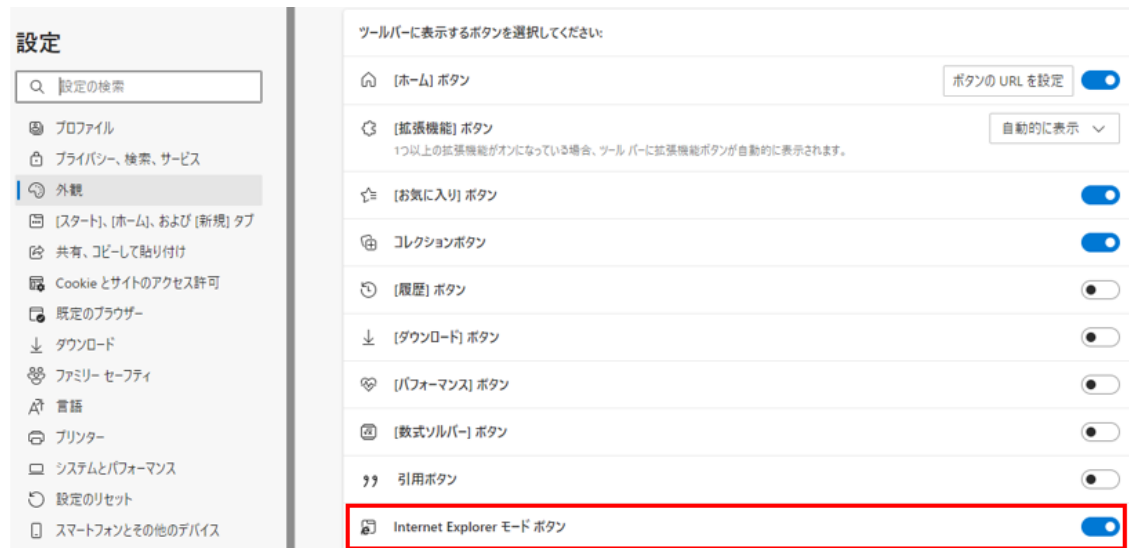 設定
設定の検索
プロファイル
プライバシー、検索、サービス
外観
[スタート]、[ホーム]、および [新規] タブ
共有、コピーして貼り付け
Cookie とサイトのアクセス許可
既定のブラウザー
ダウンロード
ファミリー セーフティ
言語
プリンター
システムとパフォーマンス
設定のリセット
スマートフォンとその他のデバイス
ツールバーに表示するボタンを選択してください:
[ホーム] ボタン
ボタンの URL を設定
[拡張機能] ボタン
自動的に表示
1つ以上の拡張機能がオンになっている場合、ツール バーに拡張機能ボタンが自動的に表示されます。
[お気に入り] ボタン
コレクションボタン
[履歴] ボタン
[ダウンロード] ボタン
[パフォーマンス] ボタン
[数式ソルバー] ボタン
引用ボタン
Internet Explorer モード ボタン